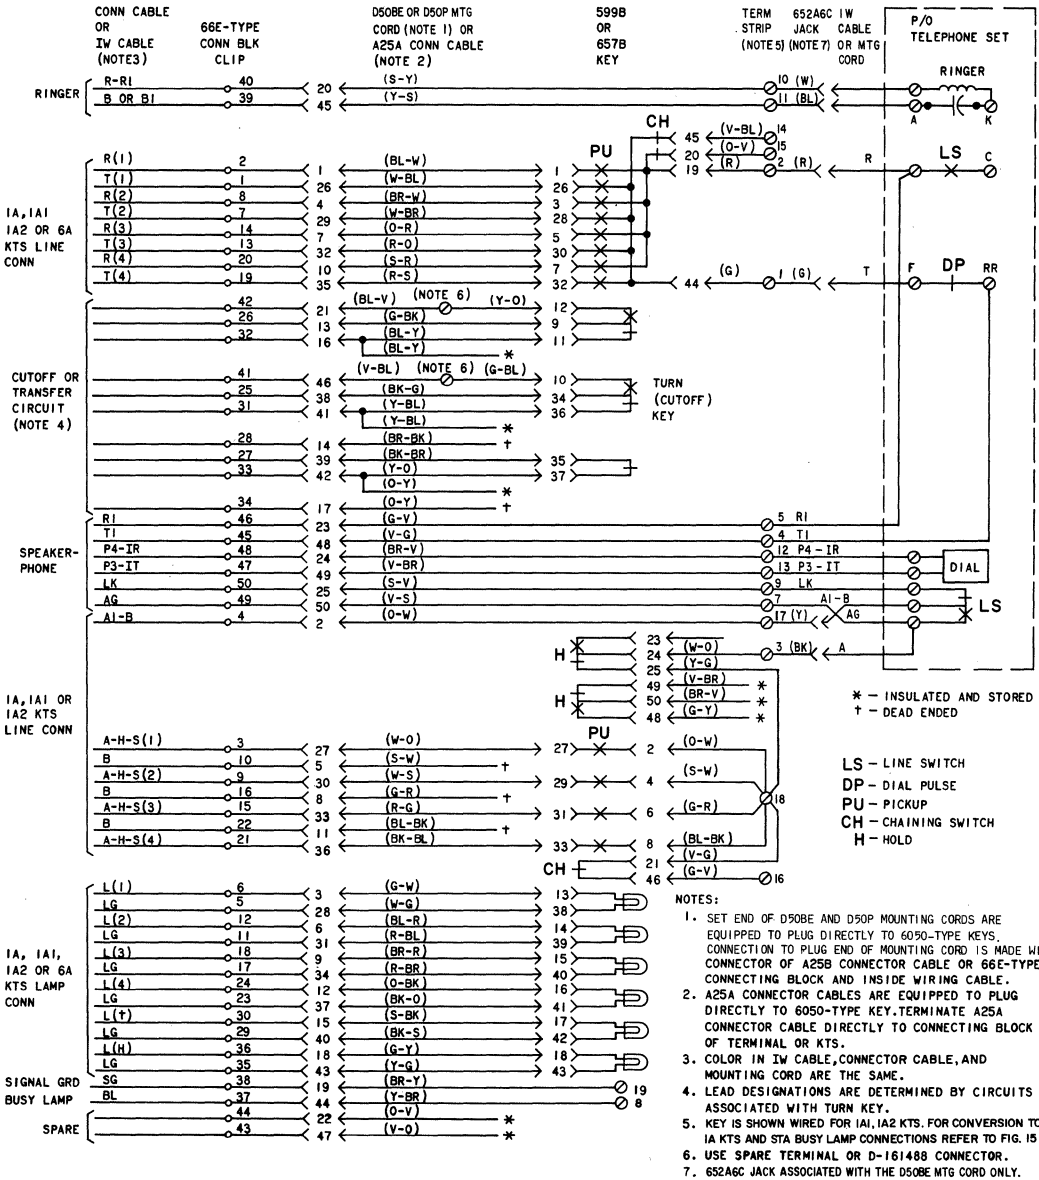 CONN CABLE
OR
IW CABLE
(NOTE3)
66E-TYPE
CONN BLK
CLIP
D50BE OR D50P MTG
CORD (NOTE 1) OR
A25A CONN CABLE
(NOTE 2)
599B
OR
657B
KEY
TERM
STRIP
(NOTE 5)
652A6C
JACK
(NOTE 7)
IW
CABLE
OR MTG
CORD
P/O
TELEPHONE SET
RINGER
R-R1 40 20 (S-Y) 10 (W) RINGER
B OR B1 39 45 (Y-S) 11 (BL) A K
CH
45 (V-BL) 14
20 (O-V) 15
PU
19 (R) 2 (R) R LS C
1A, 1A1
1A2 OR 6A
KTS LINE
CONN
R(1) 2 1 (BL-W) 1
T(1) 1 26 (W-BL) 26
R(2) 8 4 (BR-W) 3
T(2) 7 29 (W-BR) 28
R(3) 14 7 (O-R) 5
T(3) 13 32 (R-O) 30
R(4) 20 10 (S-R) 7
T(4) 19 35 (R-S) 32 44 (G) 1 (G) T F DP RR
CUTOFF OR
TRANSFER
CIRCUIT
(NOTE 4)
42 21 (BL-V) (NOTE 6) (Y-O) 12
26 13 (G-BK) 9
32 16 (BL-Y) 11
(BL-Y) *
41 46 (V-BL) (NOTE 6) (G-BL) 10
25 38 (BK-G) 34
31 41 (Y-BL) 36
(Y-BL) *
TURN
(CUTOFF)
KEY
28 14 (BR-BK) †
27 39 (BK-BR) 35
33 42 (Y-O) 37
(O-Y) *
34 17 (O-Y) †
SPEAKER-
PHONE
R1 46 23 (G-V) 5 R1
T1 45 48 (V-G) 4 T1
P4-1R 48 24 (BR-V) 12 P4-1R
P3-1T 47 49 (V-BR) 13 P3-1T DIAL
LK 50 25 (S-V) 9 LK
AG 49 50 (V-S) 7 A1-B LS
A1-B 4 2 (O-W) 17 (Y) AG
1A, 1A1 OR
1A2 KTS
LINE CONN
H
23
24 (W-O) 3 (BK) A
25 (Y-G)
H
49 (V-BR) *
50 (BR-V) *
48 (G-Y) *
PU
A-H-S(1) 3 27 (W-O) 27 2 (O-W)
B 10 5 (S-W) †
A-H-S(2) 9 30 (W-S) 29 4 (S-W)
B 16 8 (G-R) † 18
A-H-S(3) 15 33 (R-G) 31 6 (G-R)
B 22 11 (BL-BK) †
A-H-S(4) 21 36 (BK-BL) 33 8 (BL-BK)
CH
21 (V-G)
46 (G-V) 16
* - INSULATED AND STORED
† - DEAD ENDED
LS - LINE SWITCH
DP - DIAL PULSE
PU - PICKUP
CH - CHAINING SWITCH
H - HOLD
1A, 1A1,
1A2 OR 6A
KTS LAMP
CONN
L(1) 6 3 (G-W) 13
LG 5 28 (W-G) 38
L(2) 12 6 (BL-R) 14
LG 11 31 (R-BL) 39
L(3) 18 9 (BR-R) 15
LG 17 34 (R-BR) 40
L(4) 24 12 (O-BK) 16
LG 23 37 (BK-O) 41
L(†) 30 15 (S-BK) 17
LG 29 40 (BK-S) 42
L(H) 36 18 (G-Y) 18
LG 35 43 (Y-G) 43
SIGNAL GRD SG 38 19 (BR-Y) 19
BUSY LAMP BL 37 44 (Y-BR) 8
SPARE
44 22 (O-V) *
43 47 (V-O) *
NOTES:
1. SET END OF D50BE AND D50P MOUNTING CORDS ARE
EQUIPPED TO PLUG DIRECTLY TO 6050-TYPE KEYS.
CONNECTION TO PLUG END OF MOUNTING CORD IS MADE WI
CONNECTOR OF A25B CONNECTOR CABLE OR 66E-TYPE
CONNECTING BLOCK AND INSIDE WIRING CABLE.
2. A25A CONNECTOR CABLES ARE EQUIPPED TO PLUG
DIRECTLY TO 6050-TYPE KEY. TERMINATE A25A
CONNECTOR CABLE DIRECTLY TO CONNECTING BLOCK
OF TERMINAL OR KTS.
3. COLOR IN IW CABLE, CONNECTOR CABLE, AND
MOUNTING CORD ARE THE SAME.
4. LEAD DESIGNATIONS ARE DETERMINED BY CIRCUITS
ASSOCIATED WITH TURN KEY.
5. KEY IS SHOWN WIRED FOR 1A1, 1A2 KTS. FOR CONVERSION TO
1A KTS AND STA BUSY LAMP CONNECTIONS REFER TO FIG. 15
6. USE SPARE TERMINAL OR D-161488 CONNECTOR.
7. 652A6C JACK ASSOCIATED WITH THE D50BE MTG CORD ONLY.